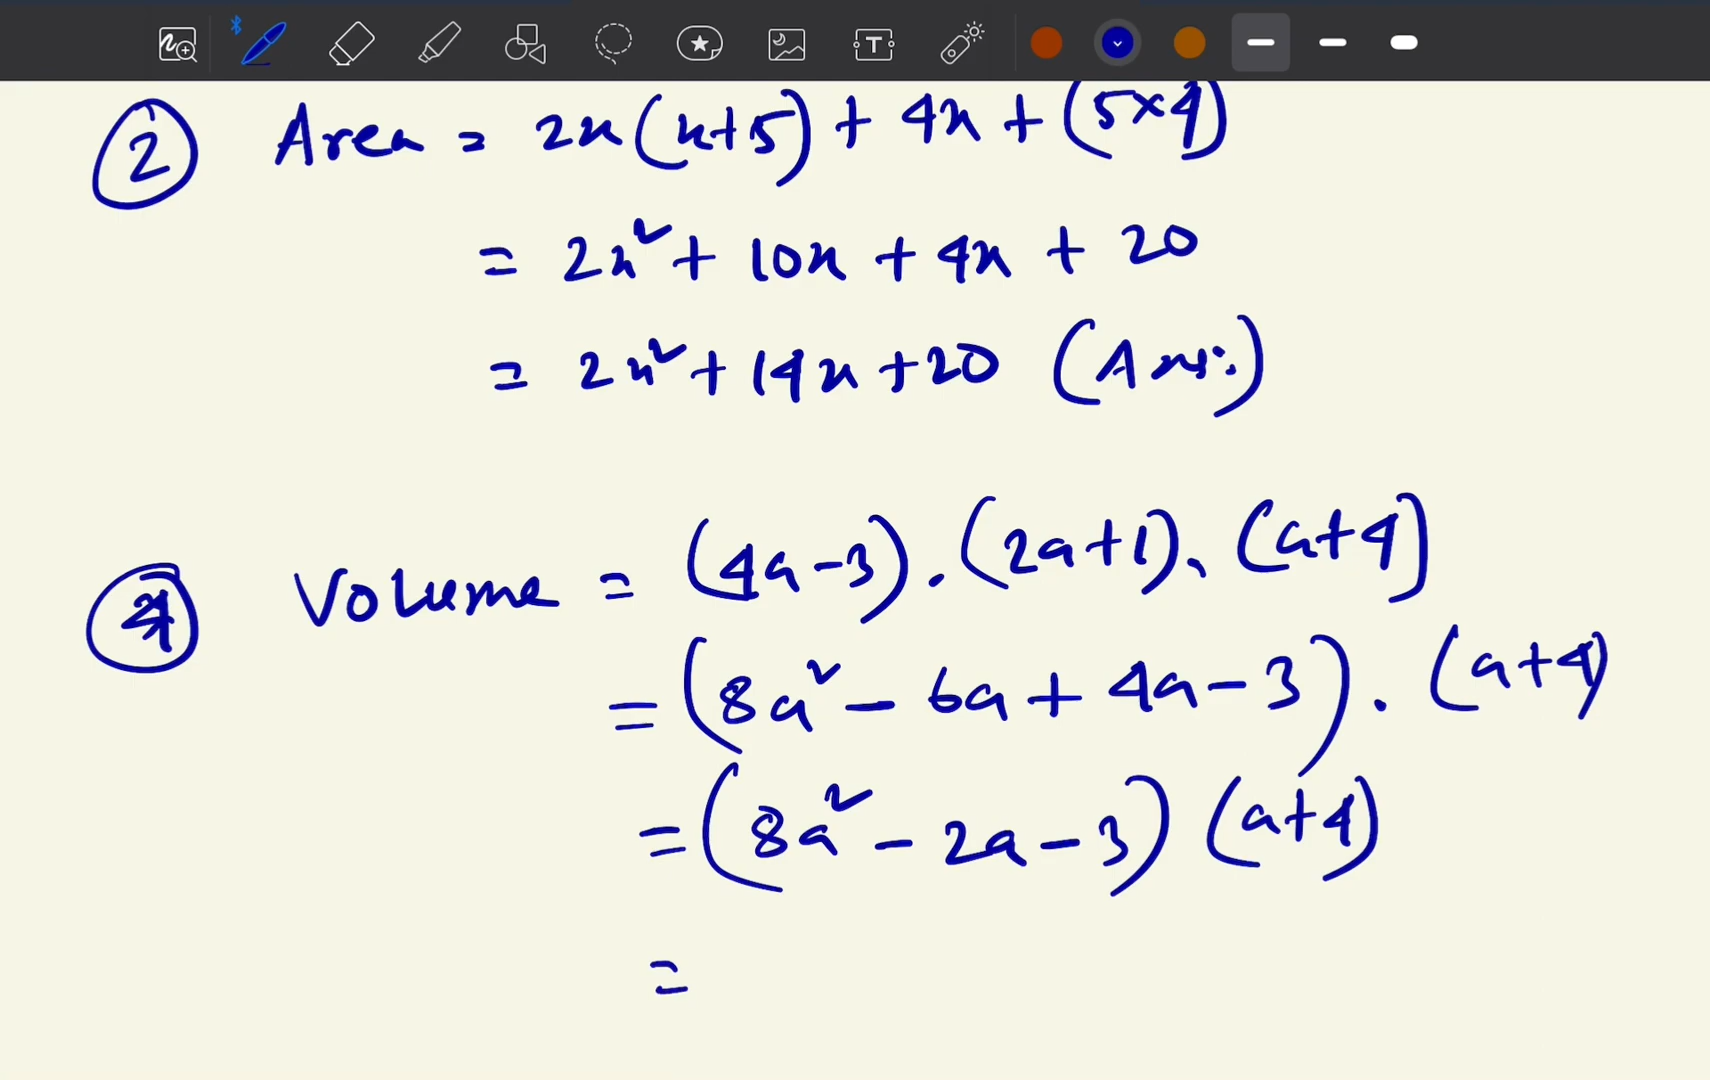 ② Area = 2x(x+5) + 4x + (5×4)
= 2x² + 10x + 4x + 20
= 2x² + 14x + 20 (Ans:)
④ Volume = (4a-3).(2a+1).(a+4)
= (8a² - 6a + 4a - 3).(a+4)
= (8a² - 2a - 3)(a+4)
=